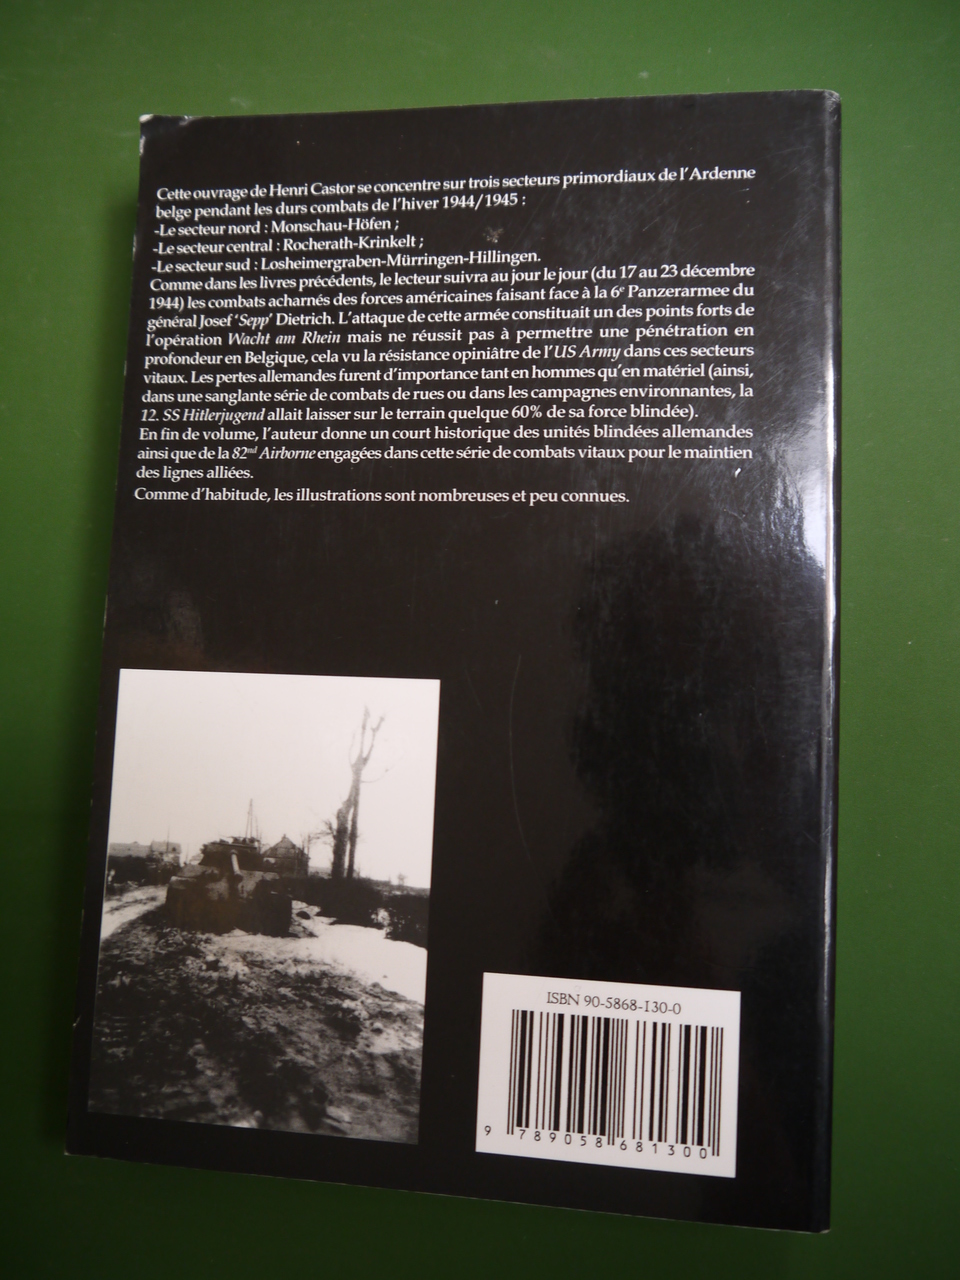 Cette ouvrage de Henri Castor se concentre sur trois secteurs primordiaux de l'Ardenne
belge pendant les durs combats de l'hiver 1944/1945 :
-Le secteur nord : Monschau-Höfen ;
-Le secteur central : Rocherath-Krinkelt ;
-Le secteur sud : Losheimergraben-Mürringen-Hillingen.
Comme dans les livres précédents, le lecteur suivra au jour le jour (du 17 au 23 décembre
1944) les combats acharnés des forces américaines faisant face à la 6e Panzerarmee du
général Josef 'Sepp' Dietrich. L'attaque de cette armée constituait un des points forts de
l'opération Wacht am Rhein mais ne réussit pas à permettre une pénétration en
profondeur en Belgique, cela vu la résistance opiniâtre de l'US Army dans ces secteurs
vitaux. Les pertes allemandes furent d'importance tant en hommes qu'en matériel (ainsi,
dans une sanglante série de combats de rues ou dans les campagnes environnantes, la
12. SS Hitlerjugend allait laisser sur le terrain quelque 60% de sa force blindée).
En fin de volume, l'auteur donne un court historique des unités blindées allemandes
ainsi que de la 82nd Airborne engagées dans cette série de combats vitaux pour le maintien
des lignes alliées.
Comme d'habitude, les illustrations sont nombreuses et peu connues.
ISBN 90-5868-130-0
9 789058 681300